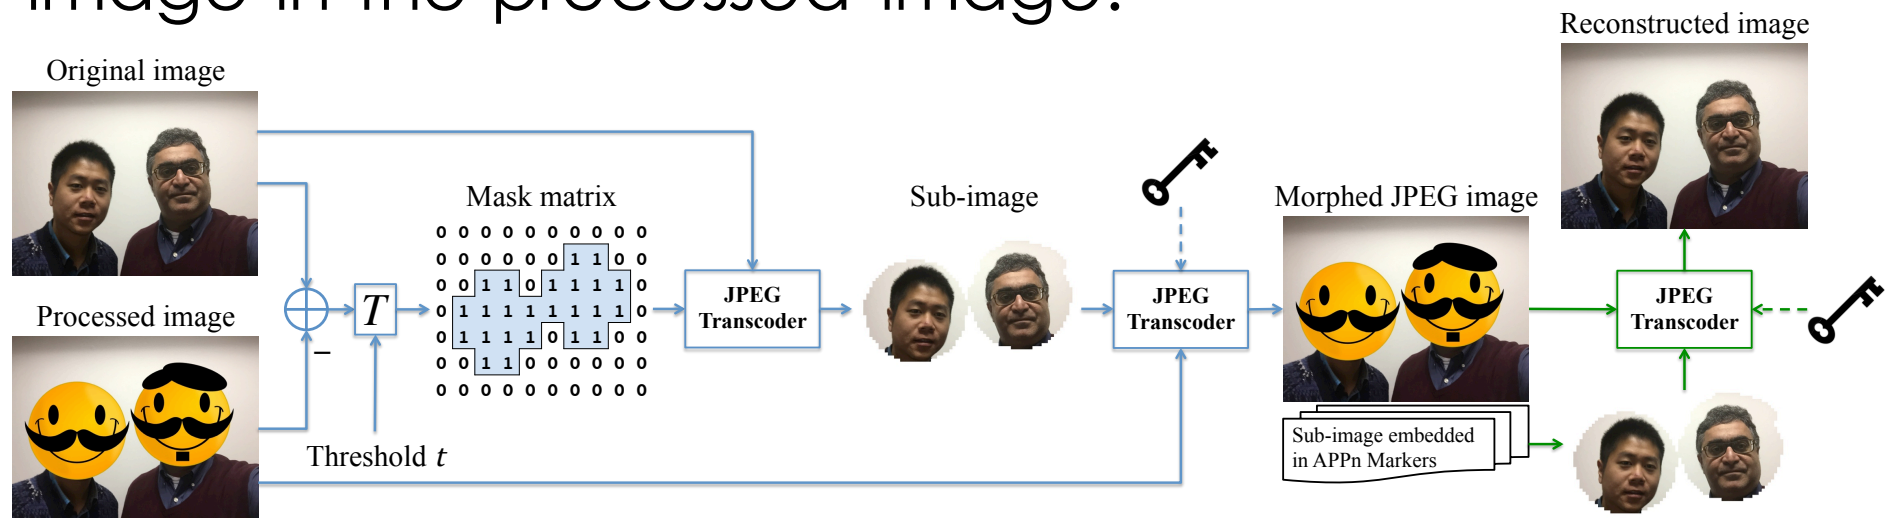 image in the processed image.
Reconstructed image
Original image
Mask matrix
0 0 0 0 0 0 0 0 0 0
0 0 0 0 0 0 1 1 0 0
0 0 1 1 0 1 1 1 1 0
0 1 1 1 1 1 1 1 1 0
0 1 1 1 1 0 1 1 0 0
0 0 1 1 0 0 0 0 0 0
0 0 0 0 0 0 0 0 0 0
Sub-image
Morphed JPEG image
Processed image
T
−
Threshold t
JPEG
Transcoder
JPEG
Transcoder
JPEG
Transcoder
Sub-image embedded
in APPn Markers